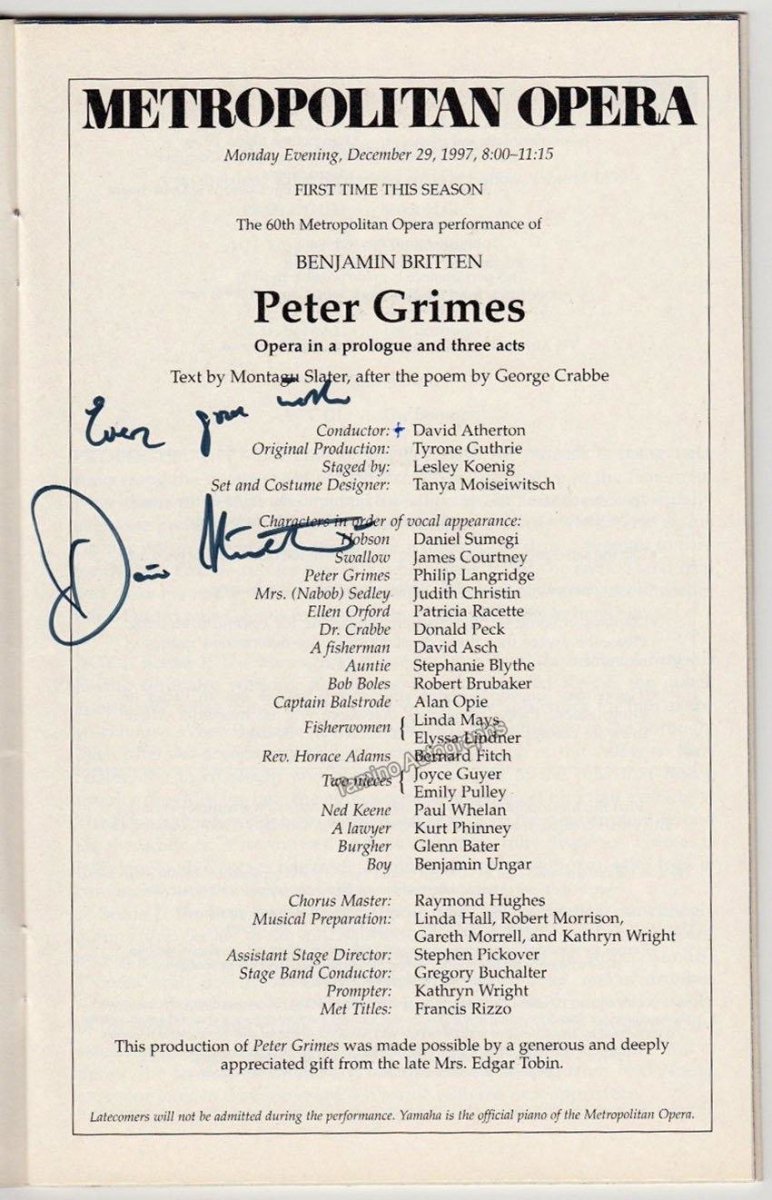 METROPOLITAN OPERA
Monday Evening, December 29, 1997, 8:00–11:15
FIRST TIME THIS SEASON
The 60th Metropolitan Opera performance of
BENJAMIN BRITTEN
Peter Grimes
Opera in a prologue and three acts
Text by Montagu Slater, after the poem by George Crabbe
Every good wish
Conductor: + David Atherton
Original Production: Tyrone Guthrie
Staged by: Lesley Koenig
Set and Costume Designer: Tanya Moiseiwitsch
David Atherton
Characters in order of vocal appearance:
Hobson Daniel Sumegi
Swallow James Courtney
Peter Grimes Philip Langridge
Mrs. (Nabob) Sedley Judith Christin
Ellen Orford Patricia Racette
Dr. Crabbe Donald Peck
A fisherman David Asch
Auntie Stephanie Blythe
Bob Boles Robert Brubaker
Captain Balstrode Alan Opie
Fisherwomen { Linda Mays
Elyssa Lindner
Rev. Horace Adams Bernard Fitch
Two nieces { Joyce Guyer
Emily Pulley
Tamino Autographs
Ned Keene Paul Whelan
A lawyer Kurt Phinney
Burgher Glenn Bater
Boy Benjamin Ungar
Chorus Master: Raymond Hughes
Musical Preparation: Linda Hall, Robert Morrison,
Gareth Morrell, and Kathryn Wright
Assistant Stage Director: Stephen Pickover
Stage Band Conductor: Gregory Buchalter
Prompter: Kathryn Wright
Met Titles: Francis Rizzo
This production of Peter Grimes was made possible by a generous and deeply
appreciated gift from the late Mrs. Edgar Tobin.
Latecomers will not be admitted during the performance. Yamaha is the official piano of the Metropolitan Opera.